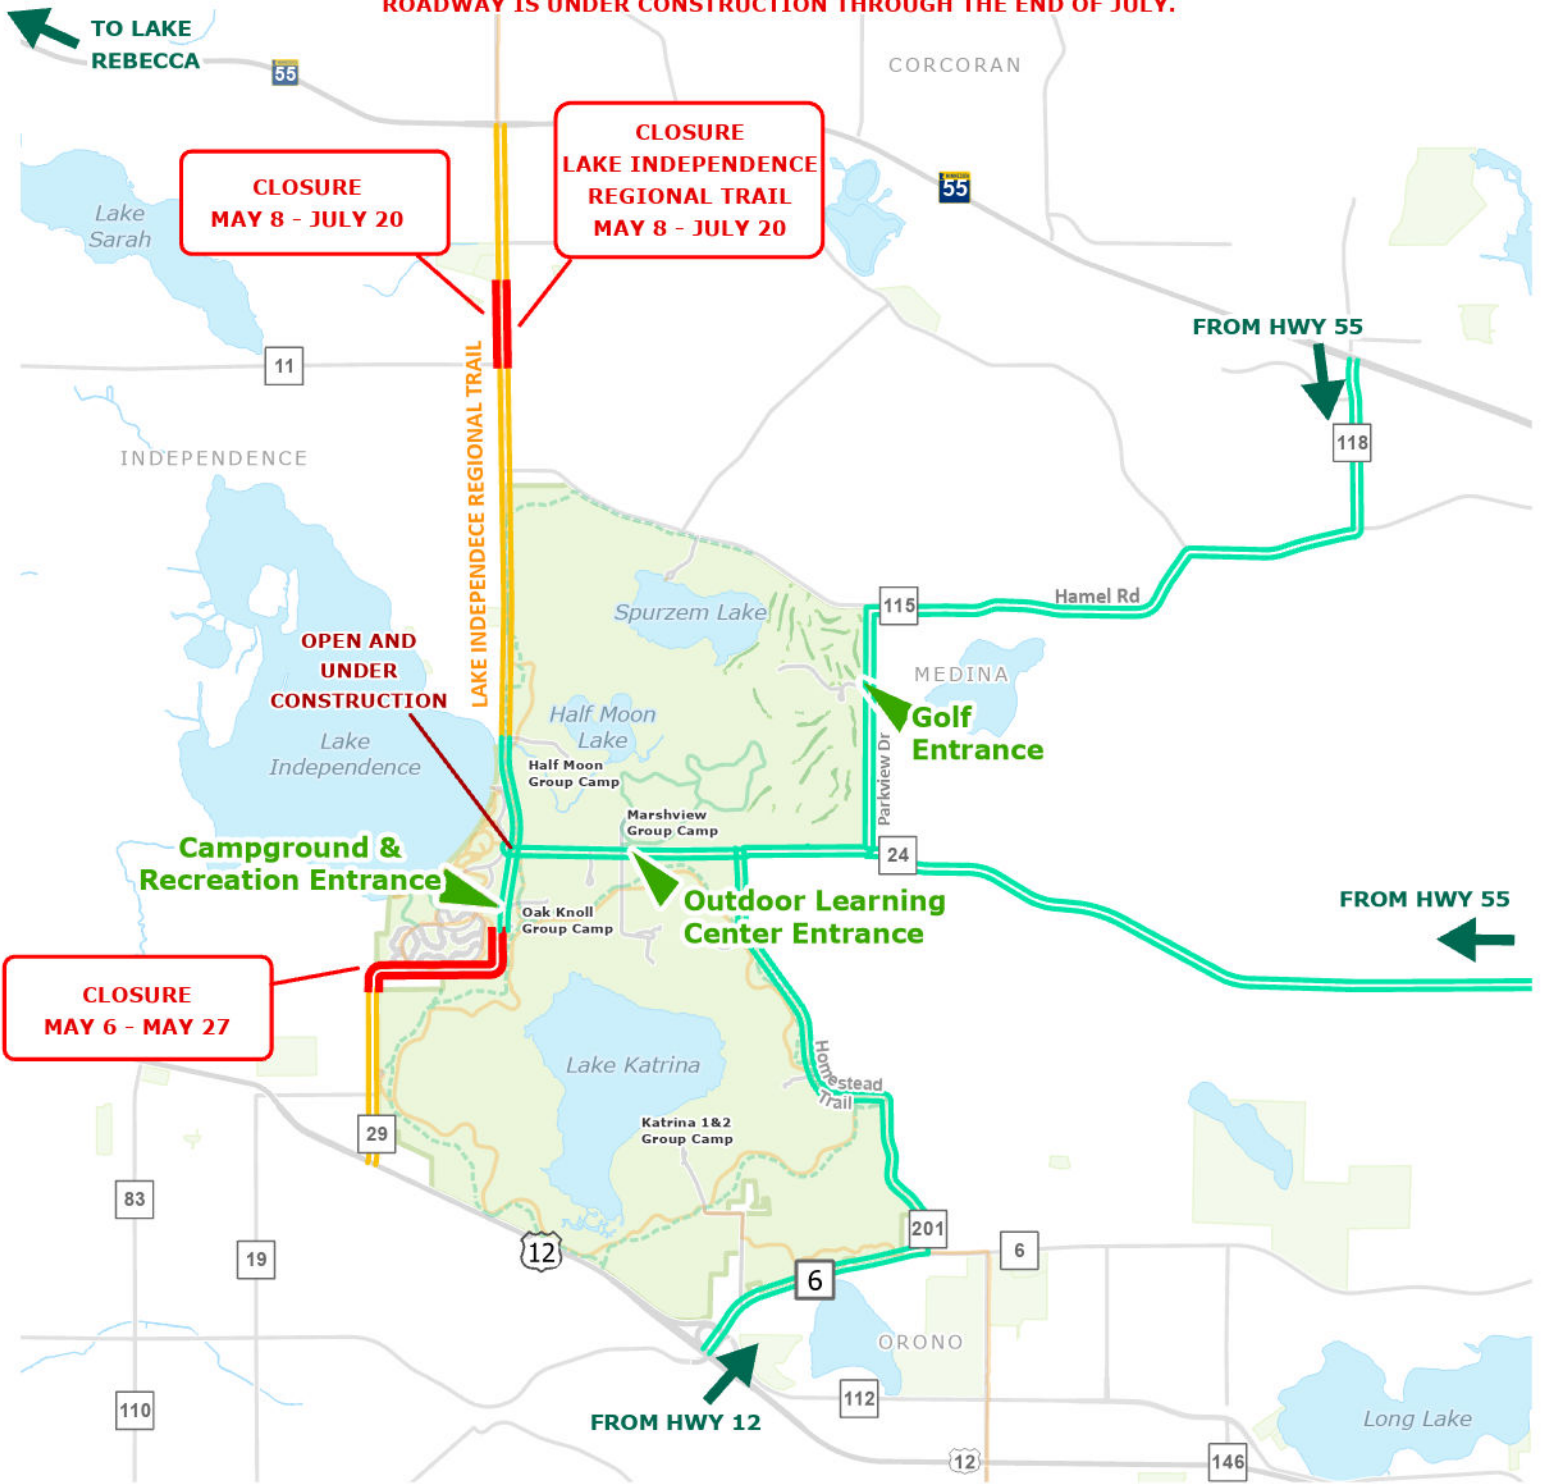 ROADWAY IS UNDER CONSTRUCTION THROUGH THE END OF JULY.
TO LAKE
REBECCA
55
CORCORAN
CLOSURE
MAY 8 - JULY 20
CLOSURE
LAKE INDEPENDENCE
REGIONAL TRAIL
MAY 8 - JULY 20
55
Lake
Sarah
FROM HWY 55
11
118
INDEPENDENCE
LAKE INDEPENDECE REGIONAL TRAIL
Spurzem Lake
115
Hamel Rd
OPEN AND
UNDER
CONSTRUCTION
MEDINA
Half Moon
Lake
Golf
Entrance
Lake
Independence
Half Moon
Group Camp
Parkview Dr
Marshview
Group Camp
Campground &
Recreation Entrance
24
Outdoor Learning
Center Entrance
FROM HWY 55
Oak Knoll
Group Camp
CLOSURE
MAY 6 - MAY 27
Lake Katrina
Homestead
Trail
Katrina 1&2
Group Camp
29
83
19
12
201
6
6
ORONO
110
FROM HWY 12
112
Long Lake
12
146